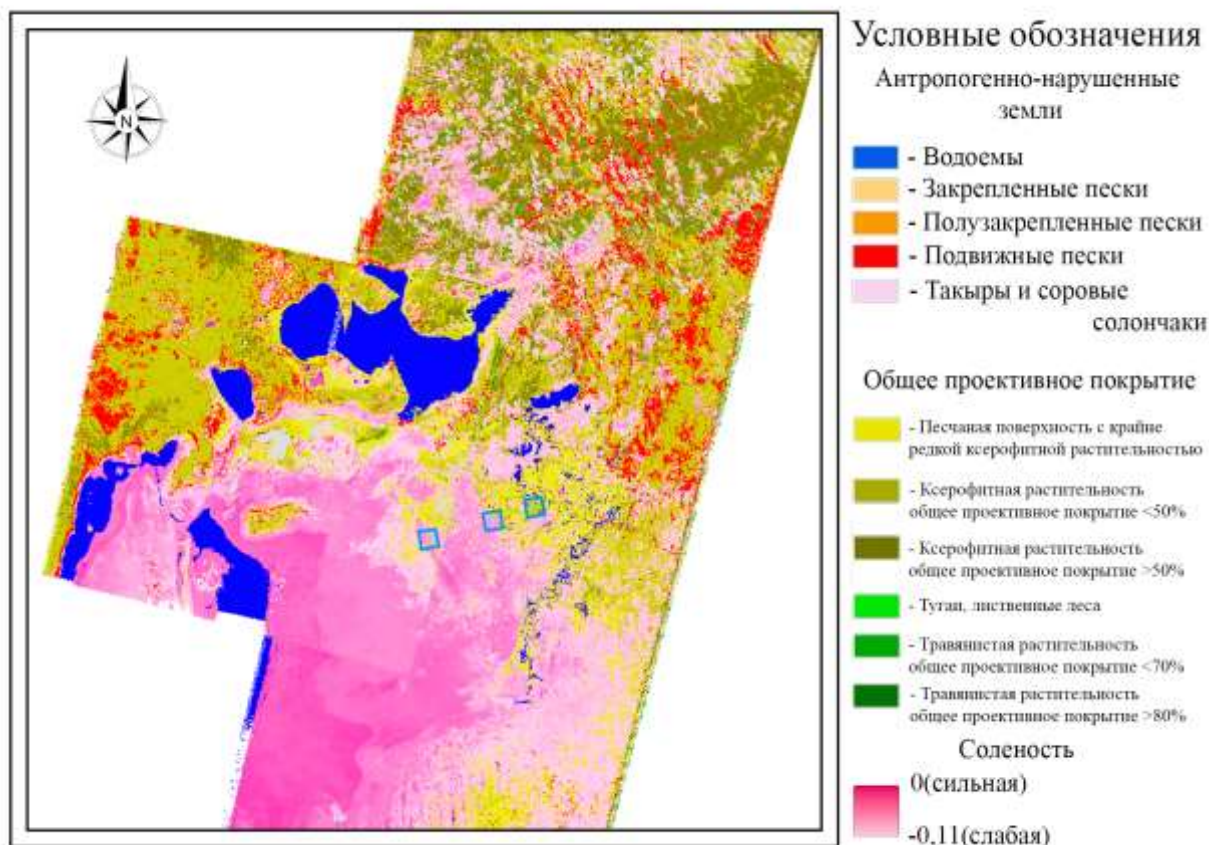 N
Условные обозначения
Антропогенно-нарушенные
земли
- Водоемы
- Закрепленные пески
- Полузакрепленные пески
- Подвижные пески
- Такыры и соровые
солончаки
Общее проективное покрытие
- Песчаная поверхность с крайне
редкой ксерофитной растительностью
- Ксерофитная растительность
общее проективное покрытие <50%
- Ксерофитная растительность
общее проективное покрытие >50%
- Тугаи, лиственные леса
- Травянистая растительность
общее проективное покрытие <70%
- Травянистая растительность
общее проективное покрытие >80%
Соленость
0(сильная)
-0,11(слабая)